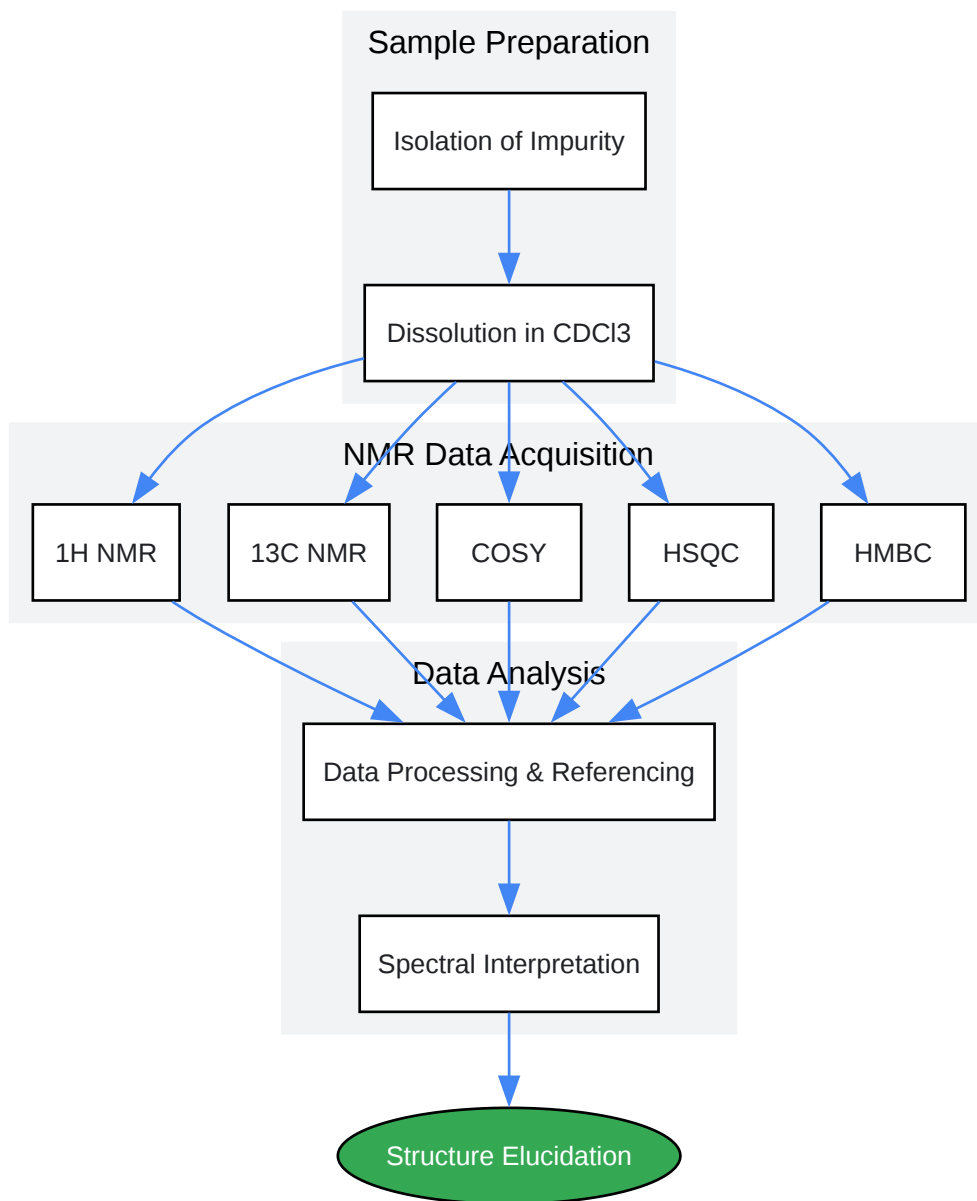 Sample Preparation
Isolation of Impurity
Dissolution in CDCl3
NMR Data Acquisition
1H NMR
13C NMR
COSY
HSQC
HMBC
Data Analysis
Data Processing & Referencing
Spectral Interpretation
Structure Elucidation